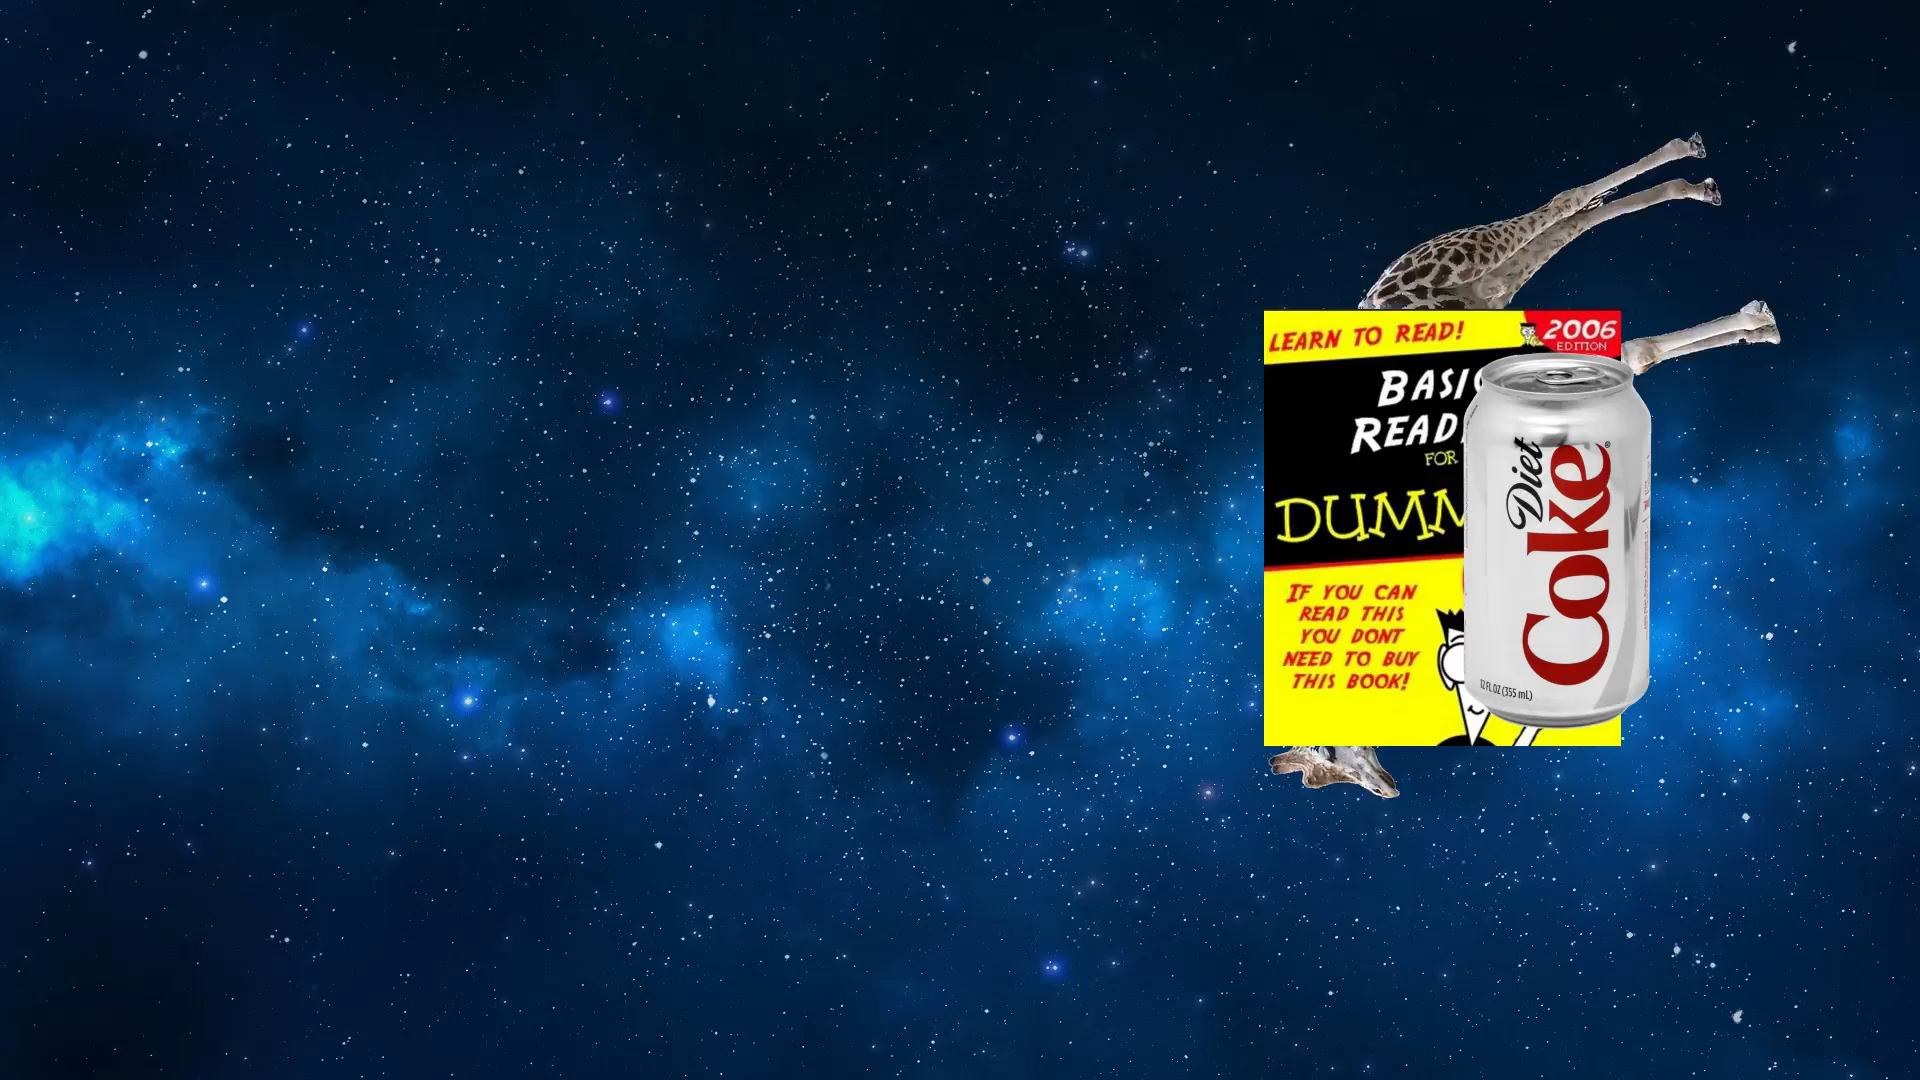 LEARN TO READ!
2006
EDITION
BASIC
READ
FOR
DUMM
IF YOU CAN
READ THIS
YOU DONT
NEED TO BUY
THIS BOOK!
Diet
Coke
12 FL OZ (355 mL)